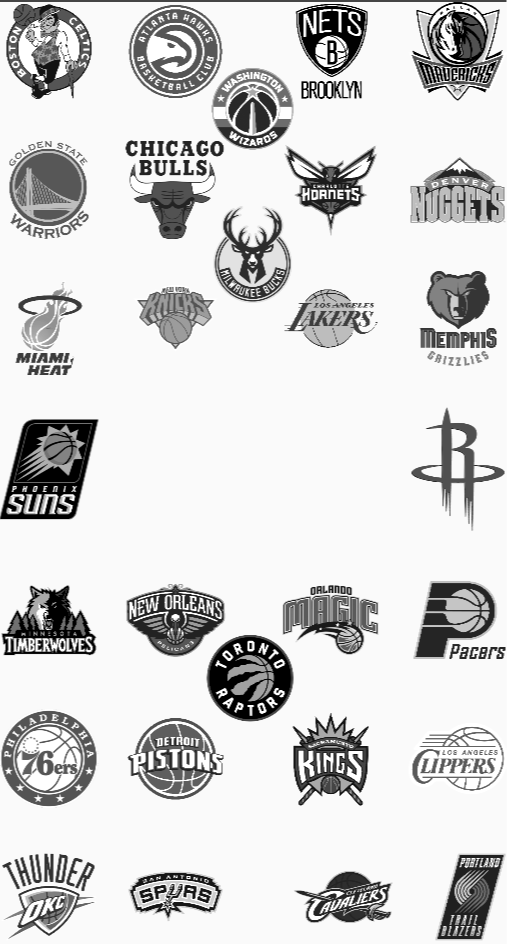 BOSTON CELTICS
ATLANTA HAWKS
BASKETBALL CLUB
NETS
B
BROOKLYN
DALLAS
MAVERICKS
WASHINGTON
WIZARDS
GOLDEN STATE
WARRIORS
CHICAGO
BULLS
CHARLOTTE
HORNETS
DENVER
NUGGETS
MILWAUKEE BUCKS
MIAMI
HEAT
NEW YORK
KNICKS
LOS ANGELES
LAKERS
MEMPHIS
GRIZZLIES
PHOENIX
SUNS
R
MINNESOTA
TIMBERWOLVES
NEW ORLEANS
PELICANS
ORLANDO
MAGIC
P
Pacers
TORONTO
RAPTORS
PHILADELPHIA
76ers
DETROIT
PISTONS
SACRAMENTO
KINGS
LOS ANGELES
CLIPPERS
THUNDER
OKC
SAN ANTONIO
SPURS
CLEVELAND
CAVALIERS
PORTLAND
TRAIL
BLAZERS